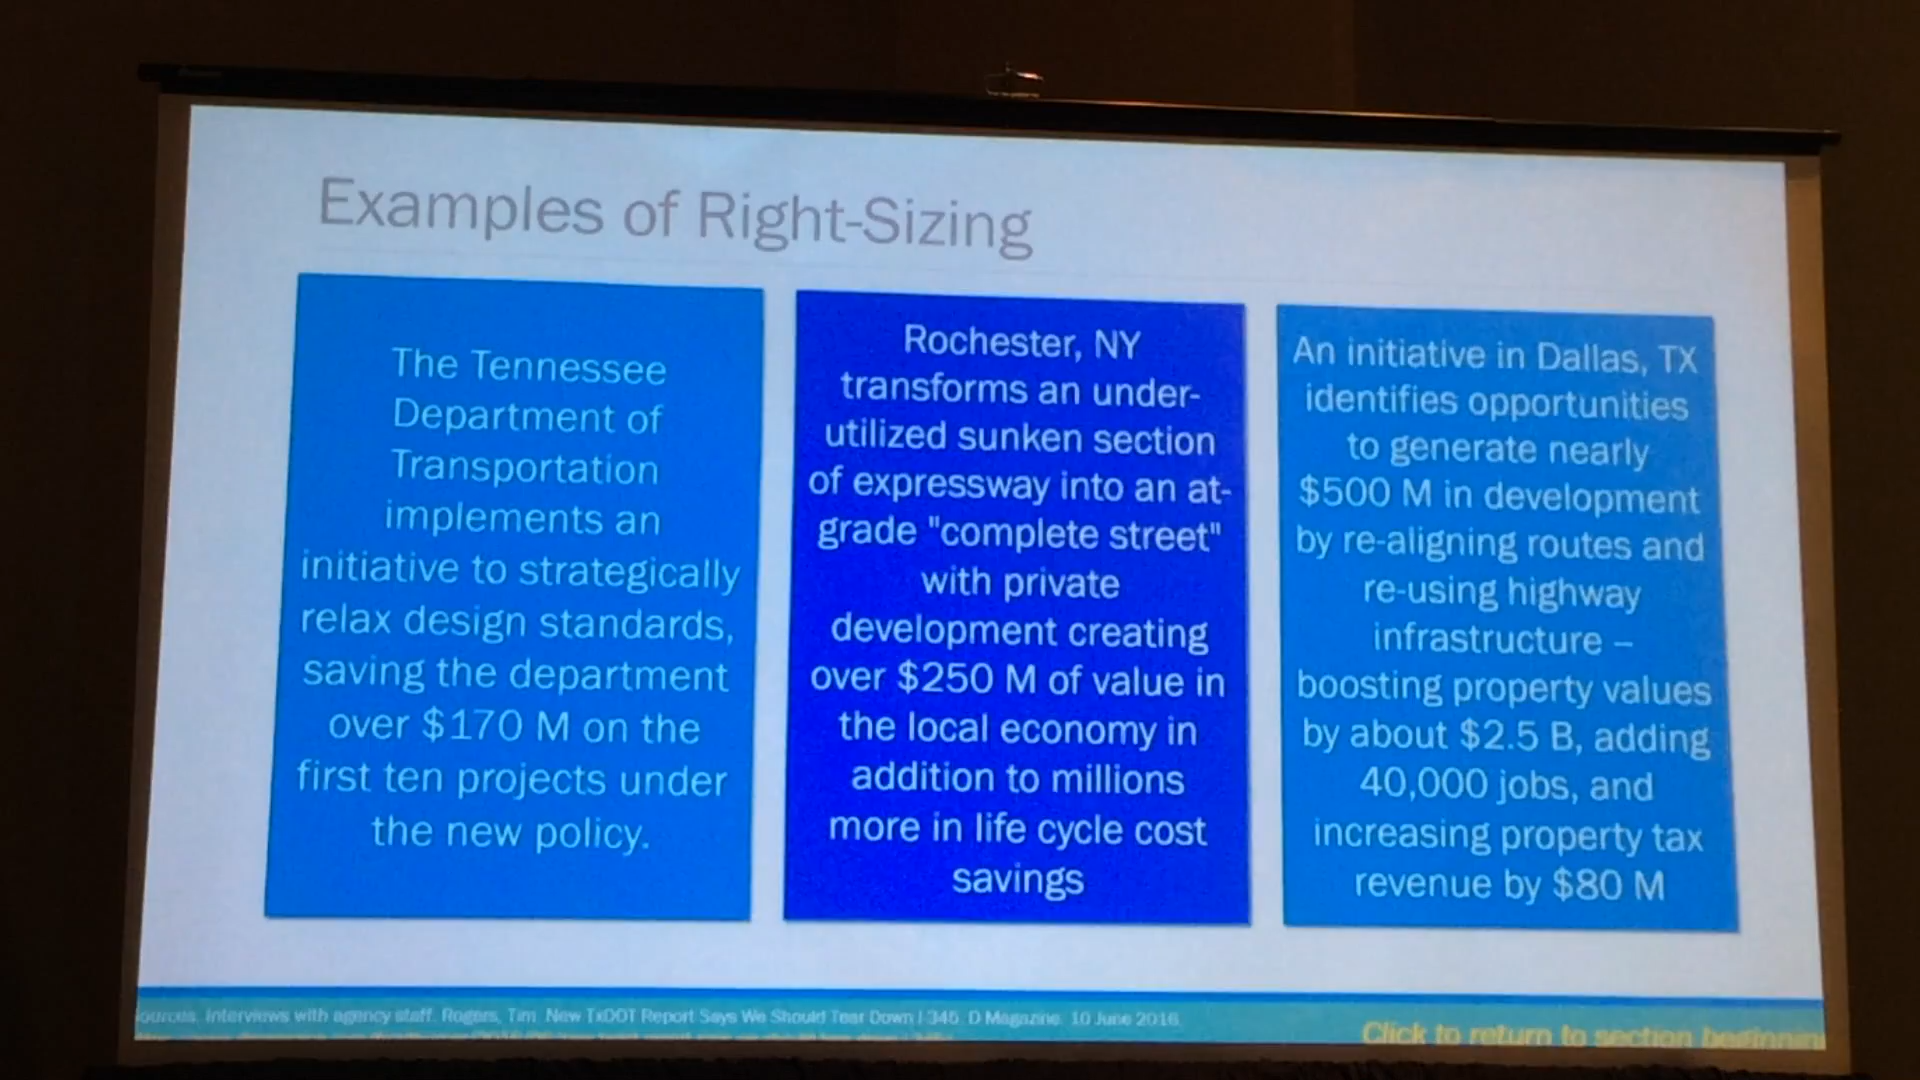 Examples of Right-Sizing
The Tennessee
Department of
Transportation
implements an
initiative to strategically
relax design standards,
saving the department
over $170 M on the
first ten projects under
the new policy.
Rochester, NY
transforms an under-
utilized sunken section
of expressway into an at-
grade "complete street"
with private
development creating
over $250 M of value in
the local economy in
addition to millions
more in life cycle cost
savings
An initiative in Dallas, TX
identifies opportunities
to generate nearly
$500 M in development
by re-aligning routes and
re-using highway
infrastructure –
boosting property values
by about $2.5 B, adding
40,000 jobs, and
increasing property tax
revenue by $80 M
ources. Interviews with agency staff. Rogers, Tim. New TxDOT Report Says We Should Tear Down I 345. D Magazine. 10 June 2016
Click to return to section beginnin